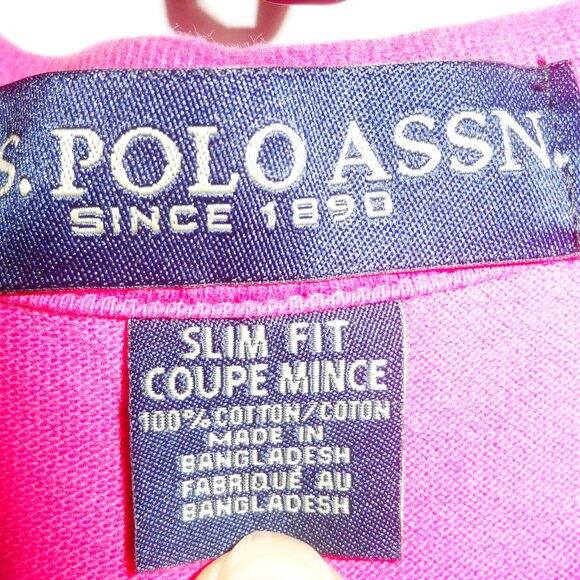 S. POLO ASSN.
SINCE 1890
SLIM FIT
COUPE MINCE
100% COTTON/COTON
MADE IN
BANGLADESH
FABRIQUÉ AU
BANGLADESH